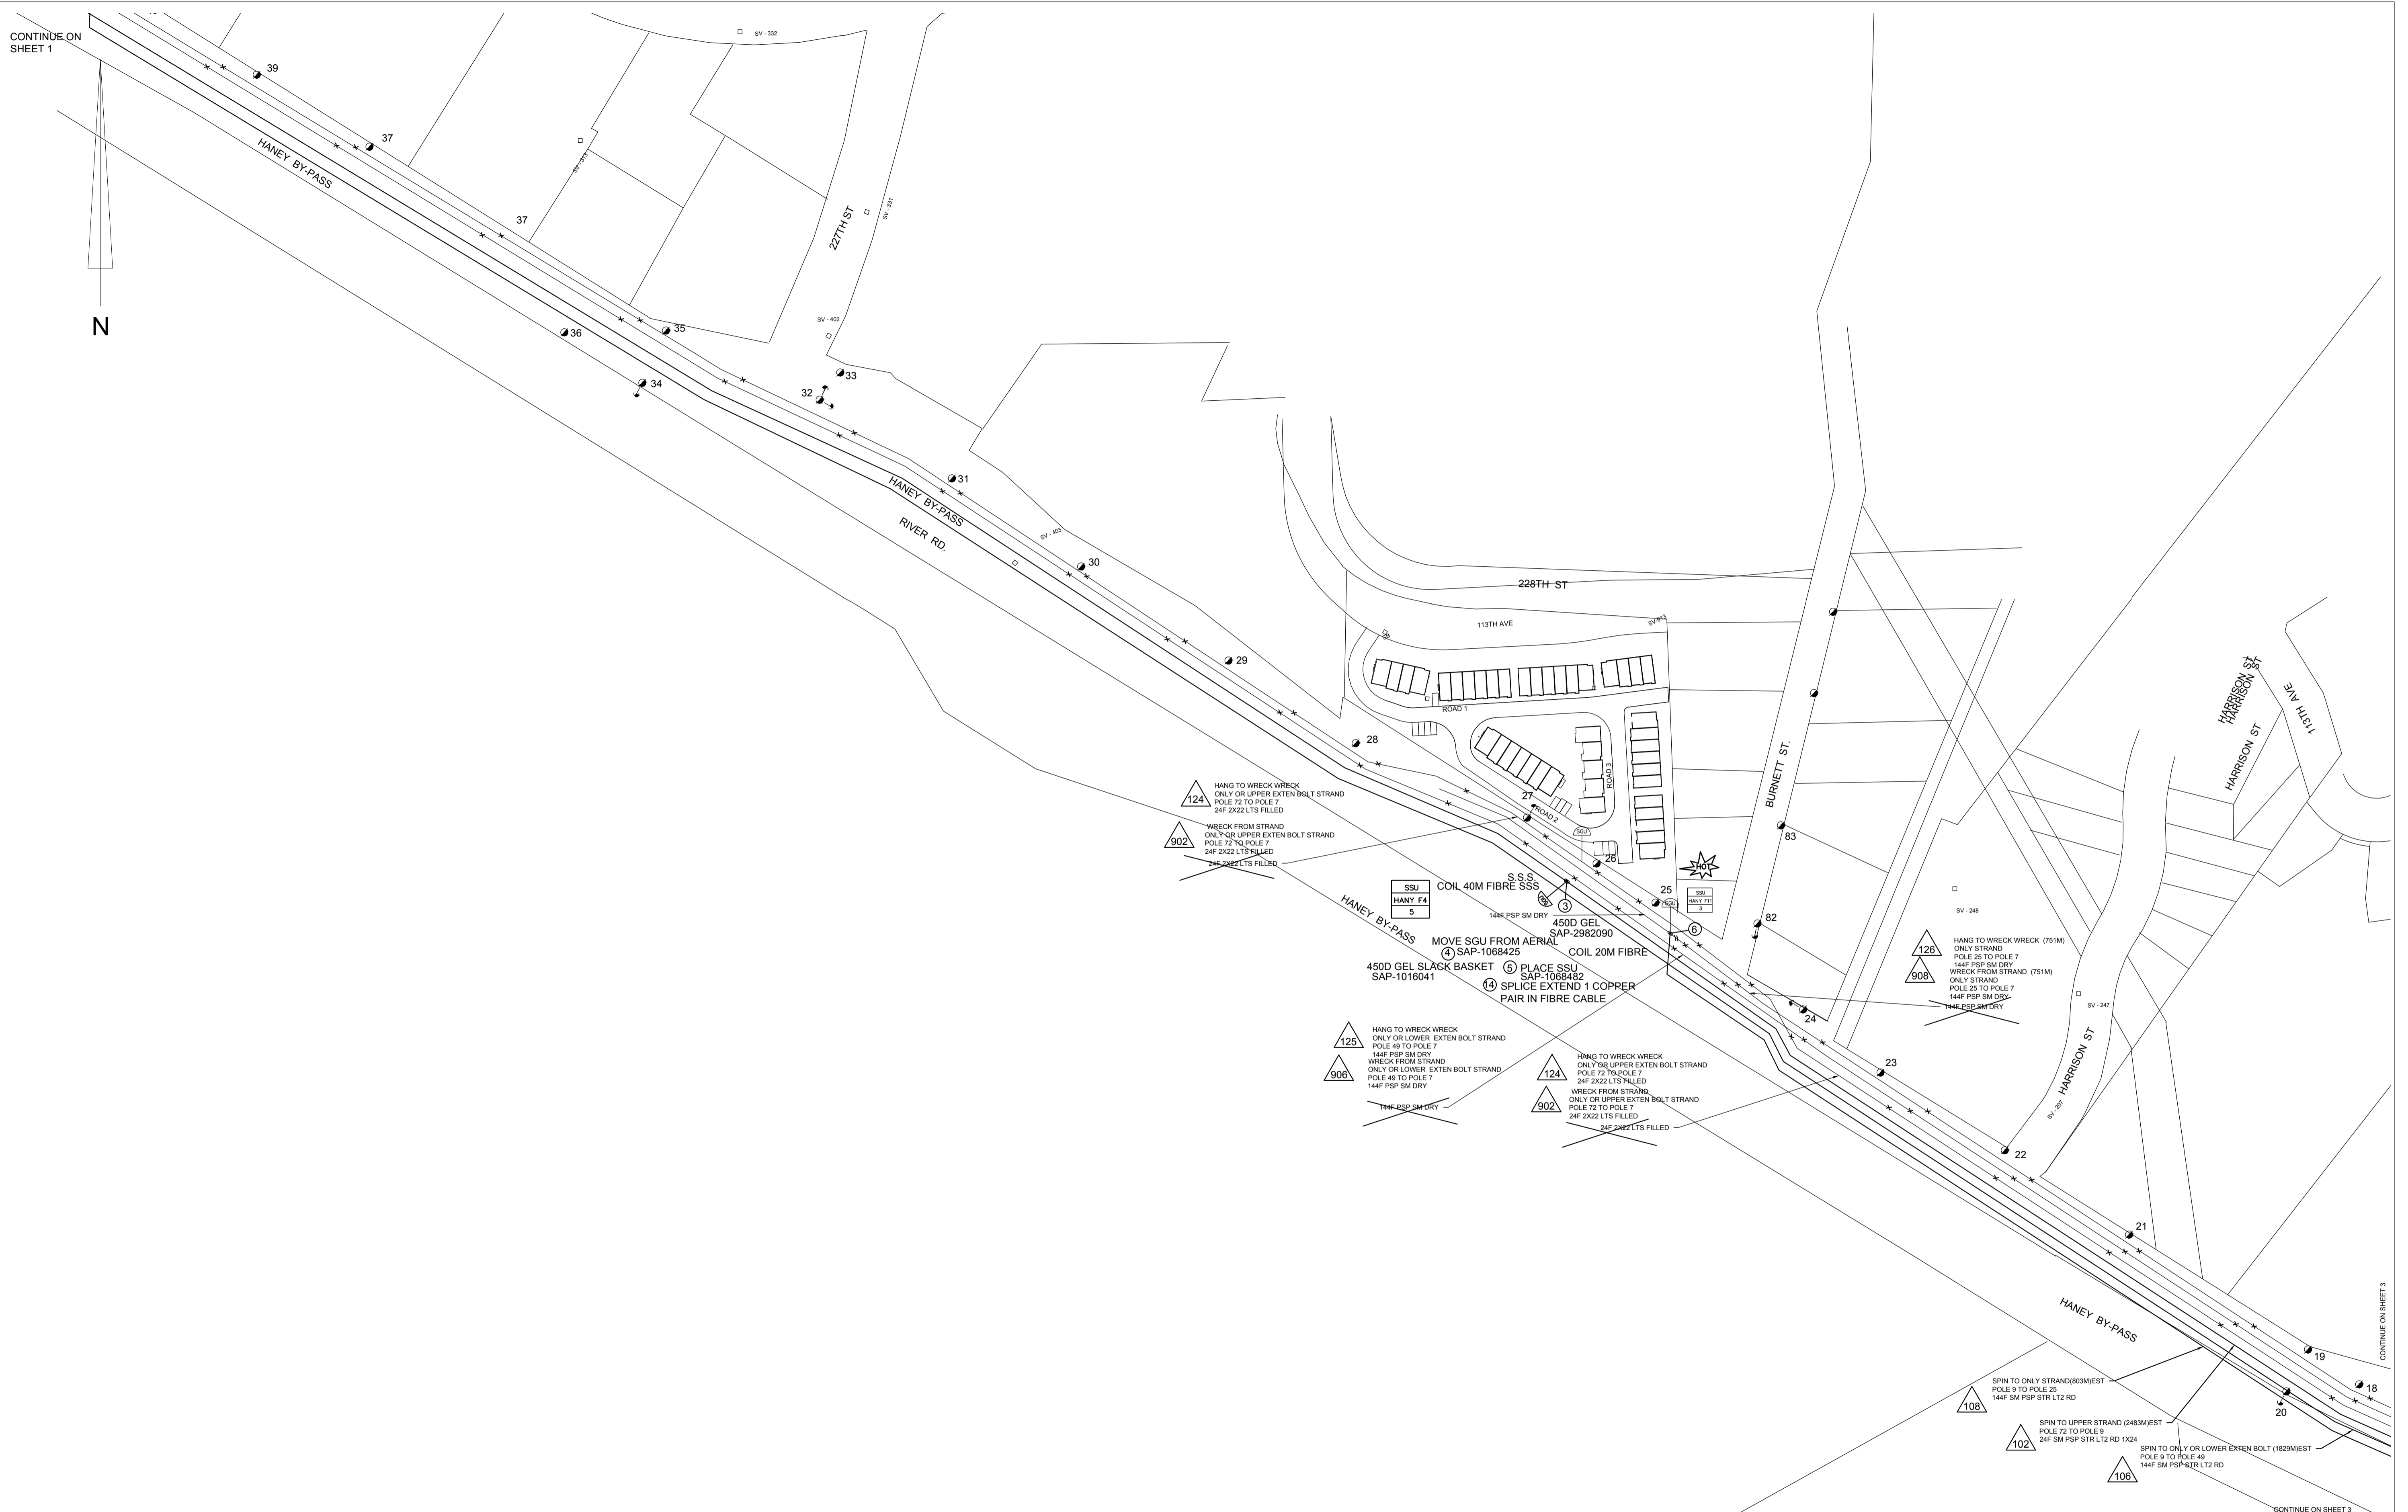 CONTINUE ON
SHEET 1
N
39
37
37
36
35
34
33
32
31
30
29
28
27
26
25
24
23
22
21
20
19
18
83
82
HANEY BY-PASS
SV - 332
SV - 313
SV - 331
227TH ST
SV - 402
HANEY BY-PASS
RIVER RD.
SV - 403
228TH ST
113TH AVE
SV-913
ROAD 1
ROAD 2
ROAD 3
SGU
BURNETT ST.
HARRISON ST
HARRISON ST
HARRISON ST
113TH AVE
SV - 248
SV - 247
HARRISON ST
SV - 207
124
HANG TO WRECK WRECK
ONLY OR UPPER EXTEN BOLT STRAND
POLE 72 TO POLE 7
24F 2X22 LTS FILLED
902
WRECK FROM STRAND
ONLY OR UPPER EXTEN BOLT STRAND
POLE 72 TO POLE 7
24F 2X22 LTS FILLED
24F 2X22 LTS FILLED
HANEY BY-PASS
SSU
HANY F4
5
S.S.S.
COIL 40M FIBRE SSS
3
144F PSP SM DRY
450D GEL
SAP-2982090
MOVE SGU FROM AERIAL
4 SAP-1068425
COIL 20M FIBRE
450D GEL SLACK BASKET
SAP-1016041
5 PLACE SSU
SAP-1068482
14 SPLICE EXTEND 1 COPPER
PAIR IN FIBRE CABLE
HOT
SSU
HANY F11
3
SGU
6
125
HANG TO WRECK WRECK
ONLY OR LOWER EXTEN BOLT STRAND
POLE 49 TO POLE 7
144F PSP SM DRY
906
WRECK FROM STRAND
ONLY OR LOWER EXTEN BOLT STRAND
POLE 49 TO POLE 7
144F PSP SM DRY
144F PSP SM DRY
124
HANG TO WRECK WRECK
ONLY OR UPPER EXTEN BOLT STRAND
POLE 72 TO POLE 7
24F 2X22 LTS FILLED
902
WRECK FROM STRAND
ONLY OR UPPER EXTEN BOLT STRAND
POLE 72 TO POLE 7
24F 2X22 LTS FILLED
24F 2X22 LTS FILLED
126
HANG TO WRECK WRECK (751M)
ONLY STRAND
POLE 25 TO POLE 7
144F PSP SM DRY
908
WRECK FROM STRAND (751M)
ONLY STRAND
POLE 25 TO POLE 7
144F PSP SM DRY
144F PSP SM DRY
HANEY BY-PASS
CONTINUE ON SHEET 3
108
SPIN TO ONLY STRAND(803M)EST
POLE 9 TO POLE 25
144F SM PSP STR LT2 RD
102
SPIN TO UPPER STRAND (2483M)EST
POLE 72 TO POLE 9
24F SM PSP STR LT2 RD 1X24
106
SPIN TO ONLY OR LOWER EXTEN BOLT (1829M)EST
POLE 9 TO POLE 49
144F SM PSP STR LT2 RD
CONTINUE ON SHEET 3